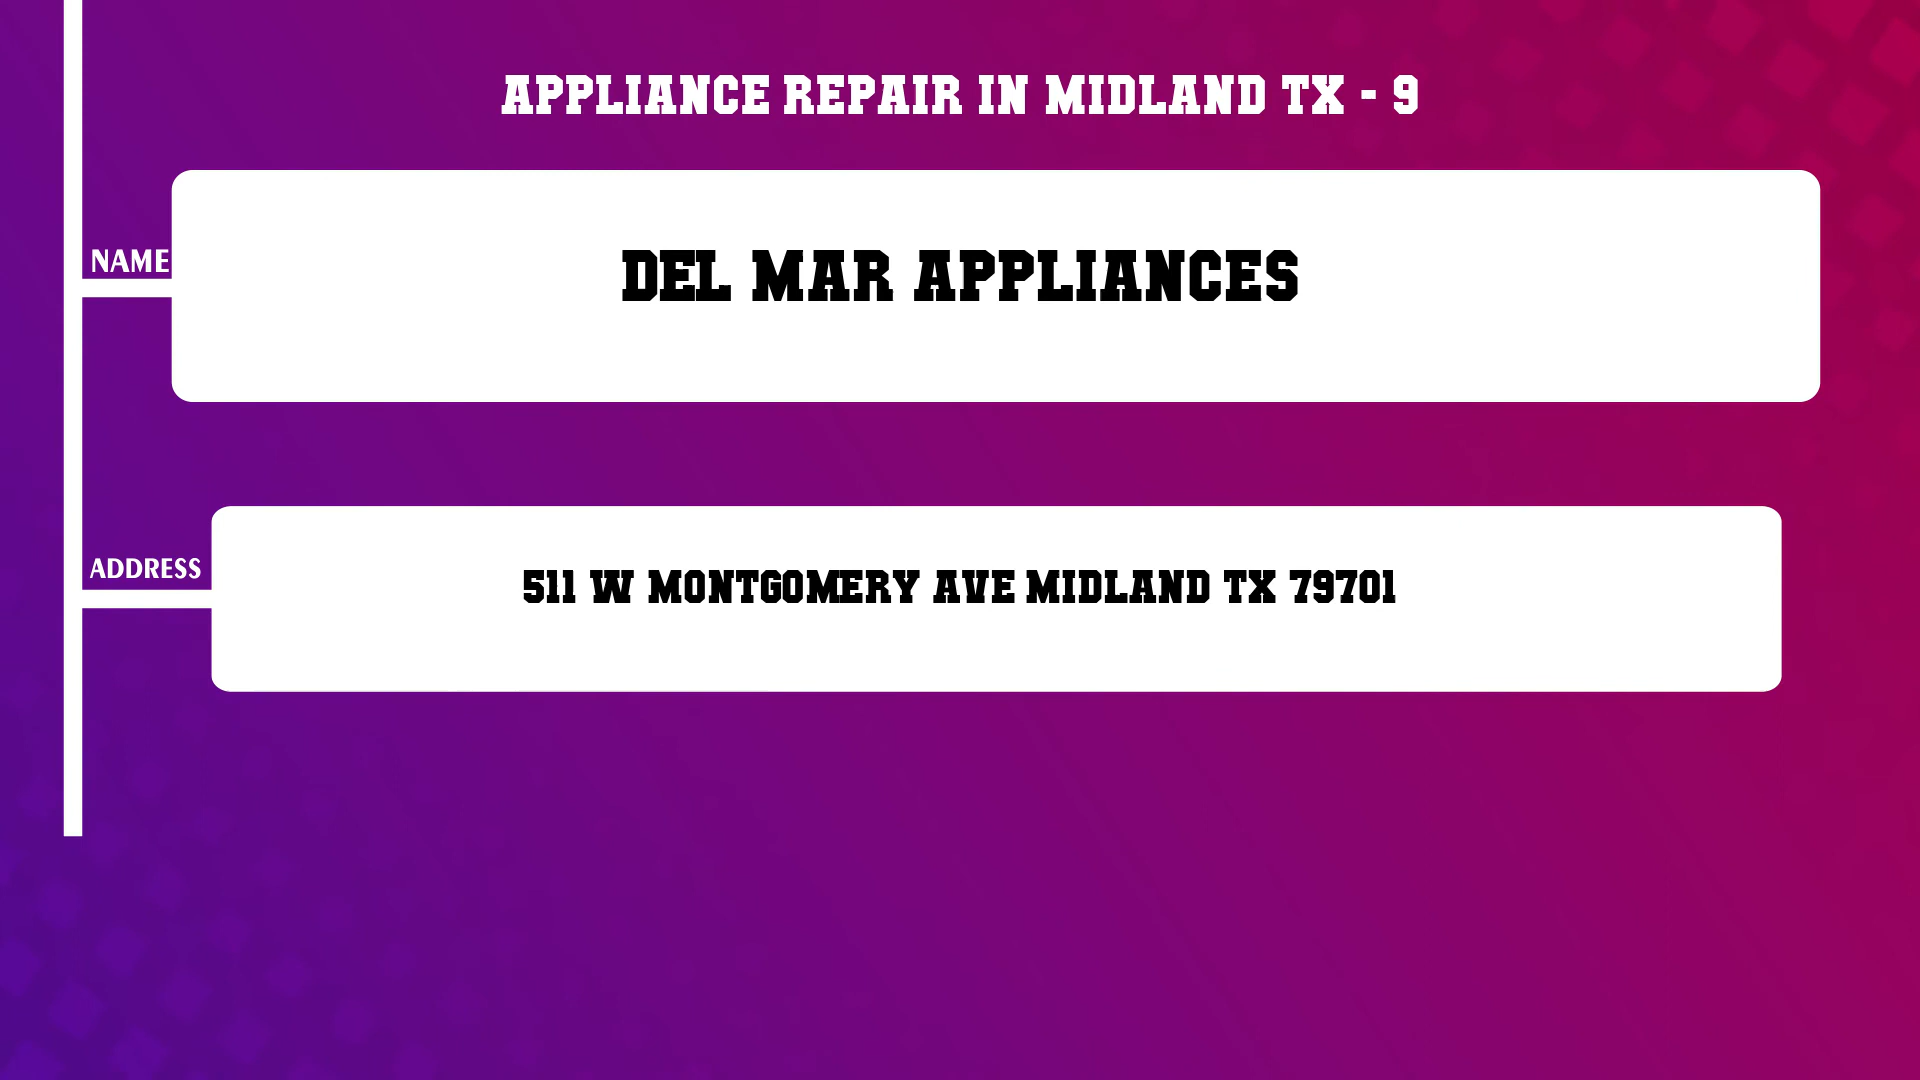 APPLIANCE REPAIR IN MIDLAND TX - 9
NAME
DEL MAR APPLIANCES
ADDRESS
511 W MONTGOMERY AVE MIDLAND TX 79701